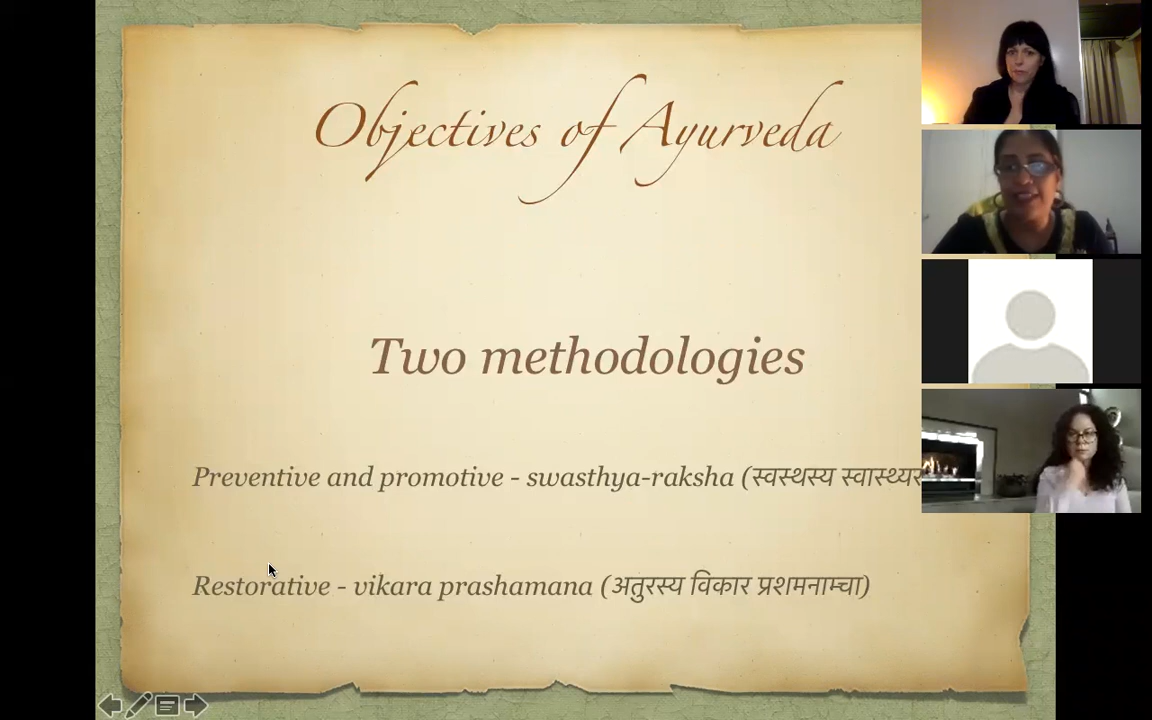 Objectives of Ayurveda
Two methodologies
Preventive and promotive - swasthya-raksha (स्वस्थस्य
Restorative - vikara prashamana (अतुरस्य विकार प्रशमनाम्चा)